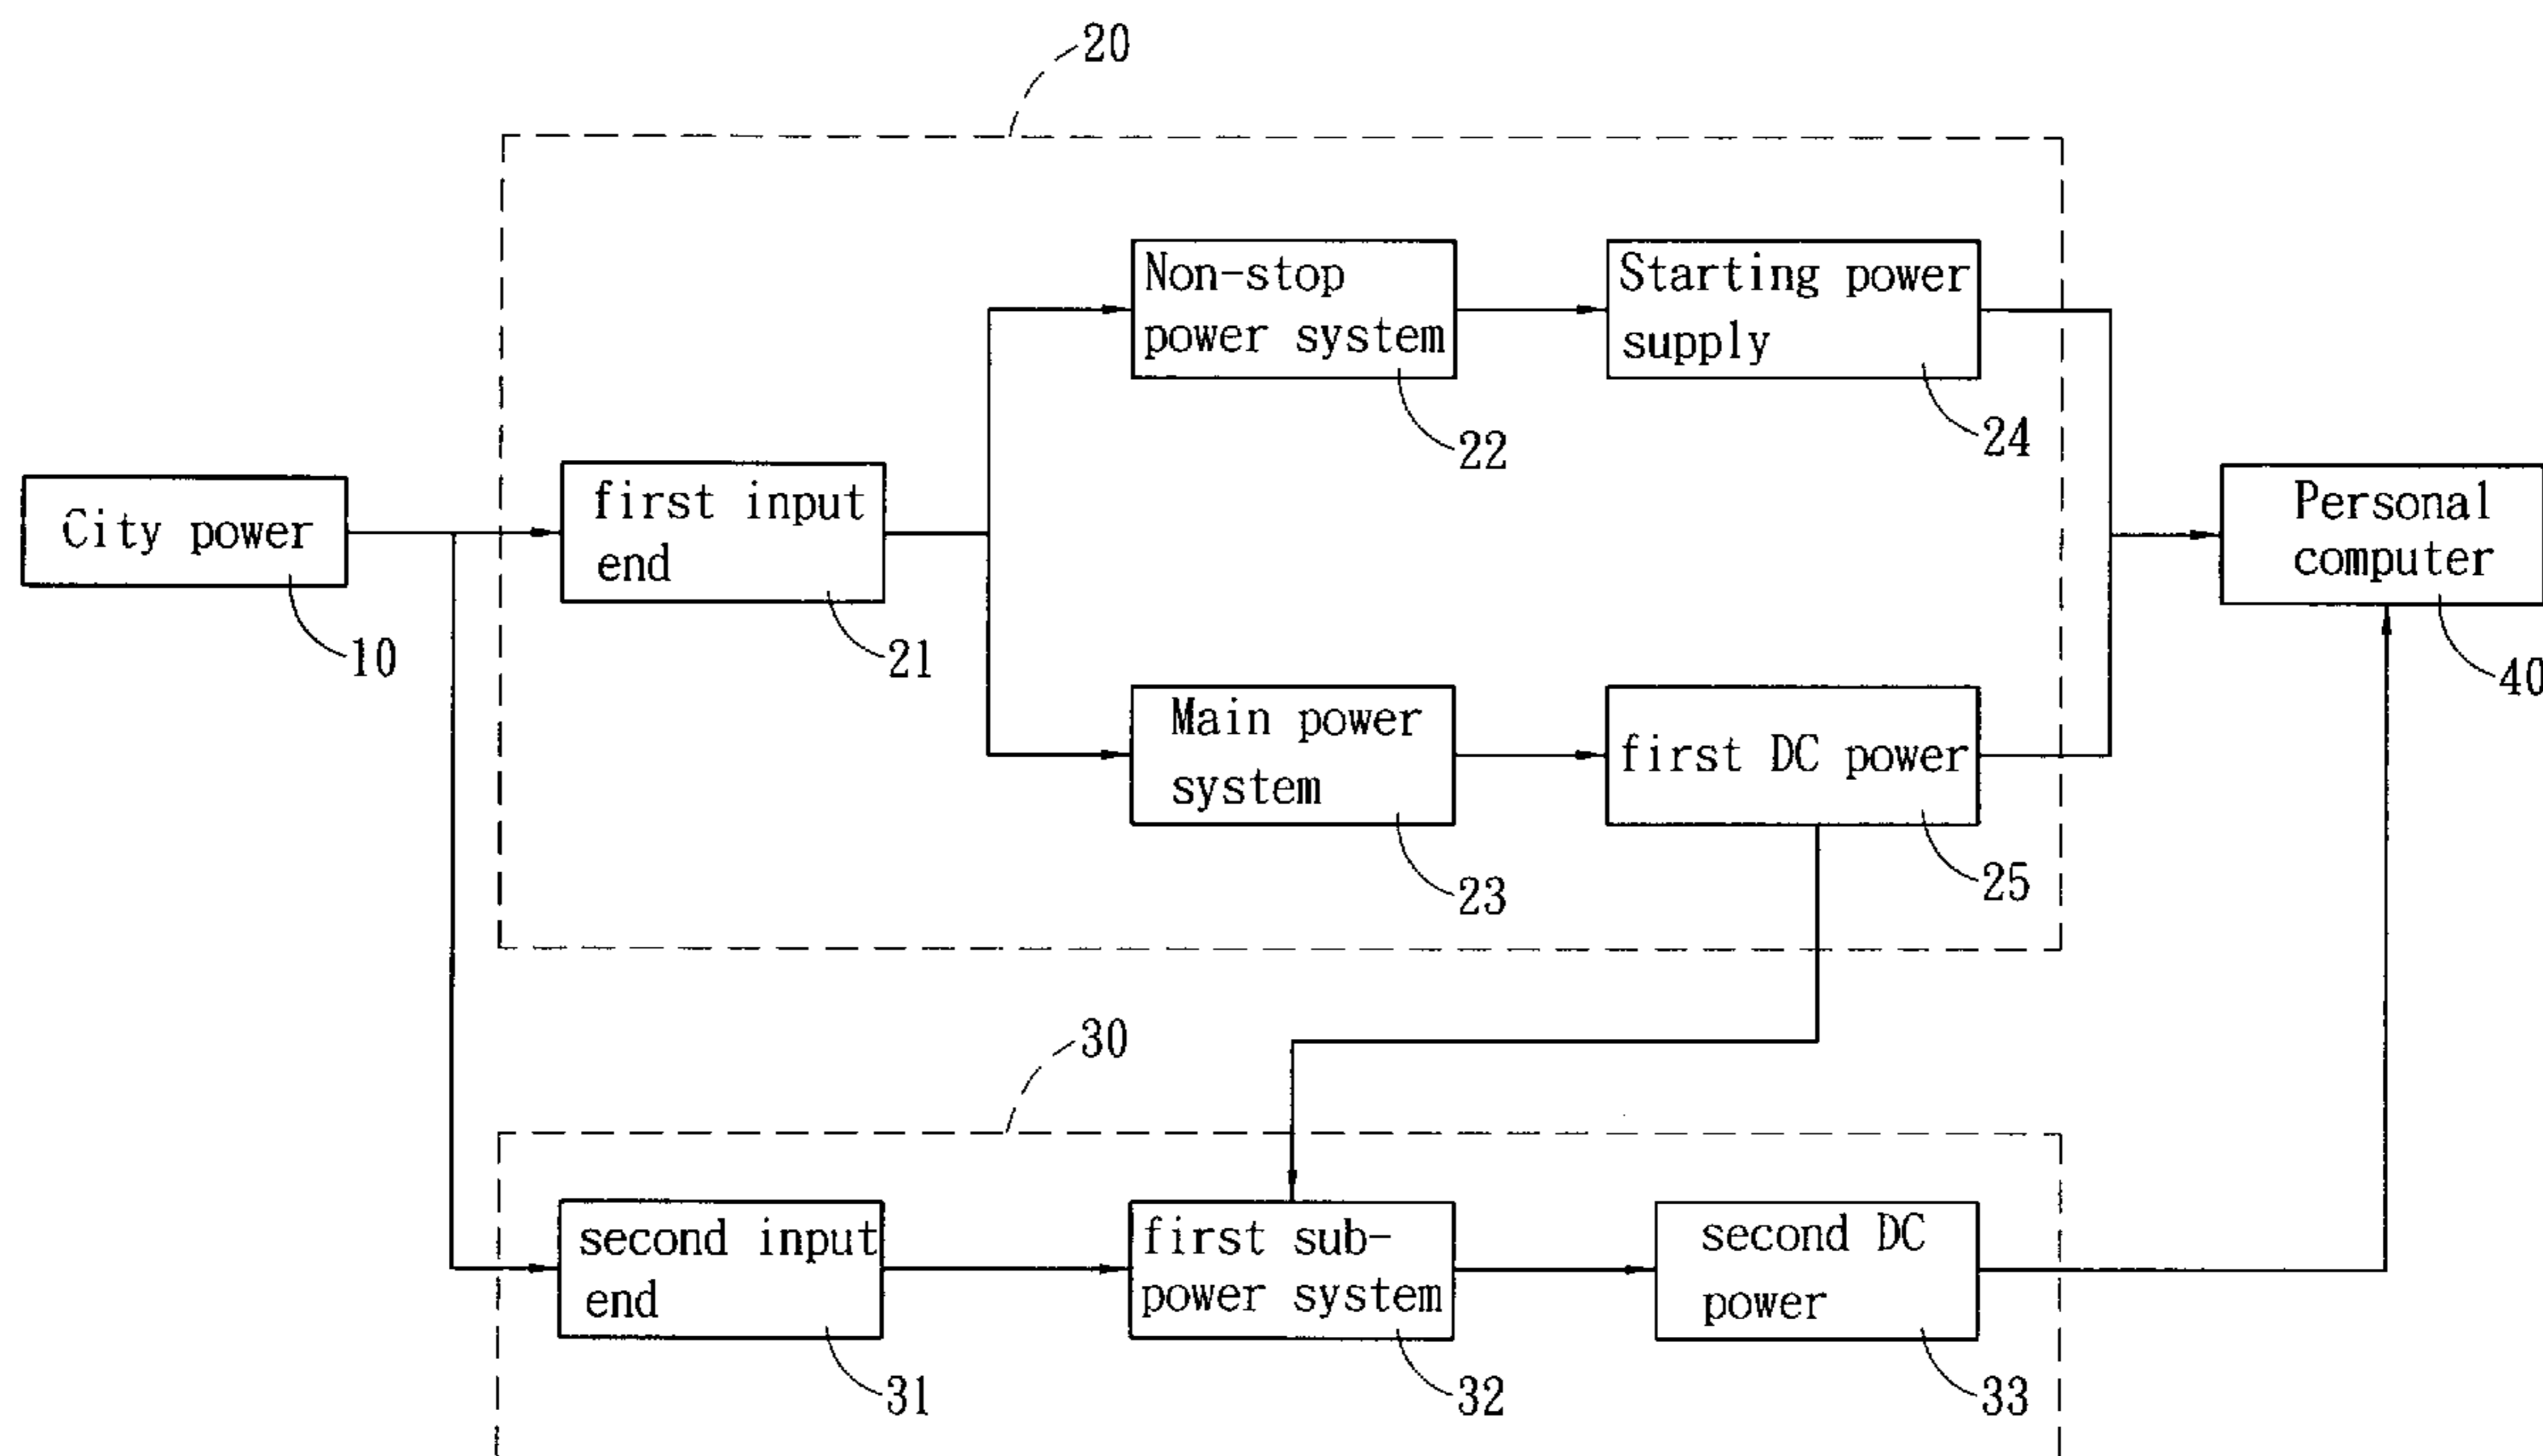 20
Non-stop
power system
22
Starting power
supply
24
City power
10
first input
end
21
Personal
computer
40
Main power
system
23
first DC power
25
30
second input
end
31
first sub-
power system
32
second DC
power
33